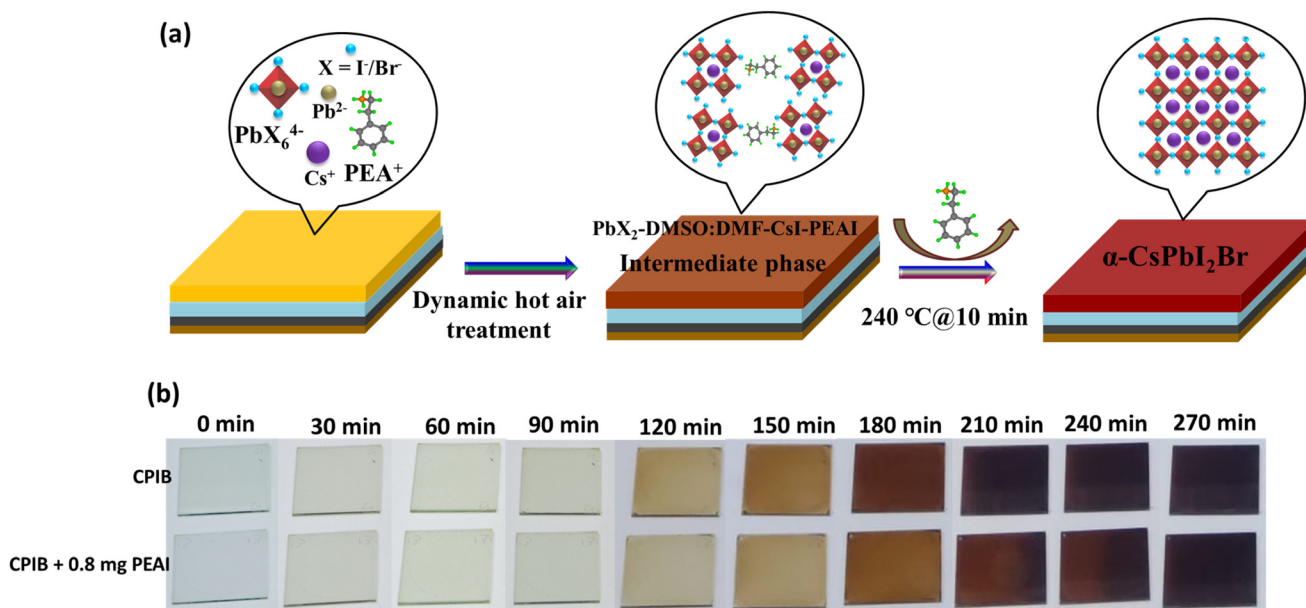 (a)
X = I⁻/Br⁻
Pb²⁻
PbX₆⁴⁻
Cs⁺
PEA⁺
Dynamic hot air
treatment
PbX₂-DMSO:DMF-CsI-PEAI
Intermediate phase
240 °C@10 min
α-CsPbI₂Br
(b)
0 min 30 min 60 min 90 min 120 min 150 min 180 min 210 min 240 min 270 min
CPIB
CPIB + 0.8 mg PEAI